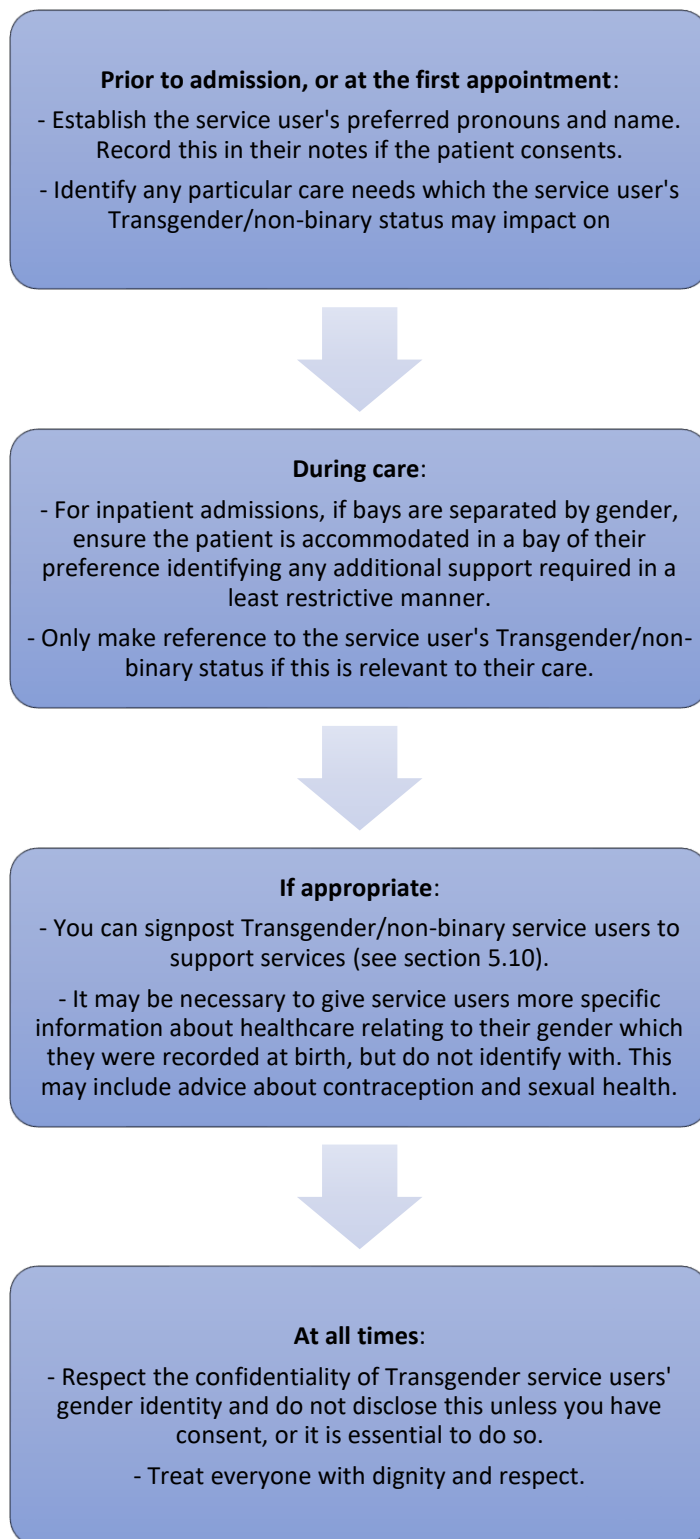 Prior to admission, or at the first appointment:
- Establish the service user's preferred pronouns and name.
Record this in their notes if the patient consents.
- Identify any particular care needs which the service user's
Transgender/non-binary status may impact on
During care:
- For inpatient admissions, if bays are separated by gender,
ensure the patient is accommodated in a bay of their
preference identifying any additional support required in a
least restrictive manner.
- Only make reference to the service user's Transgender/non-
binary status if this is relevant to their care.
If appropriate:
- You can signpost Transgender/non-binary service users to
support services (see section 5.10).
- It may be necessary to give service users more specific
information about healthcare relating to their gender which
they were recorded at birth, but do not identify with. This
may include advice about contraception and sexual health.
At all times:
- Respect the confidentiality of Transgender service users'
gender identity and do not disclose this unless you have
consent, or it is essential to do so.
- Treat everyone with dignity and respect.